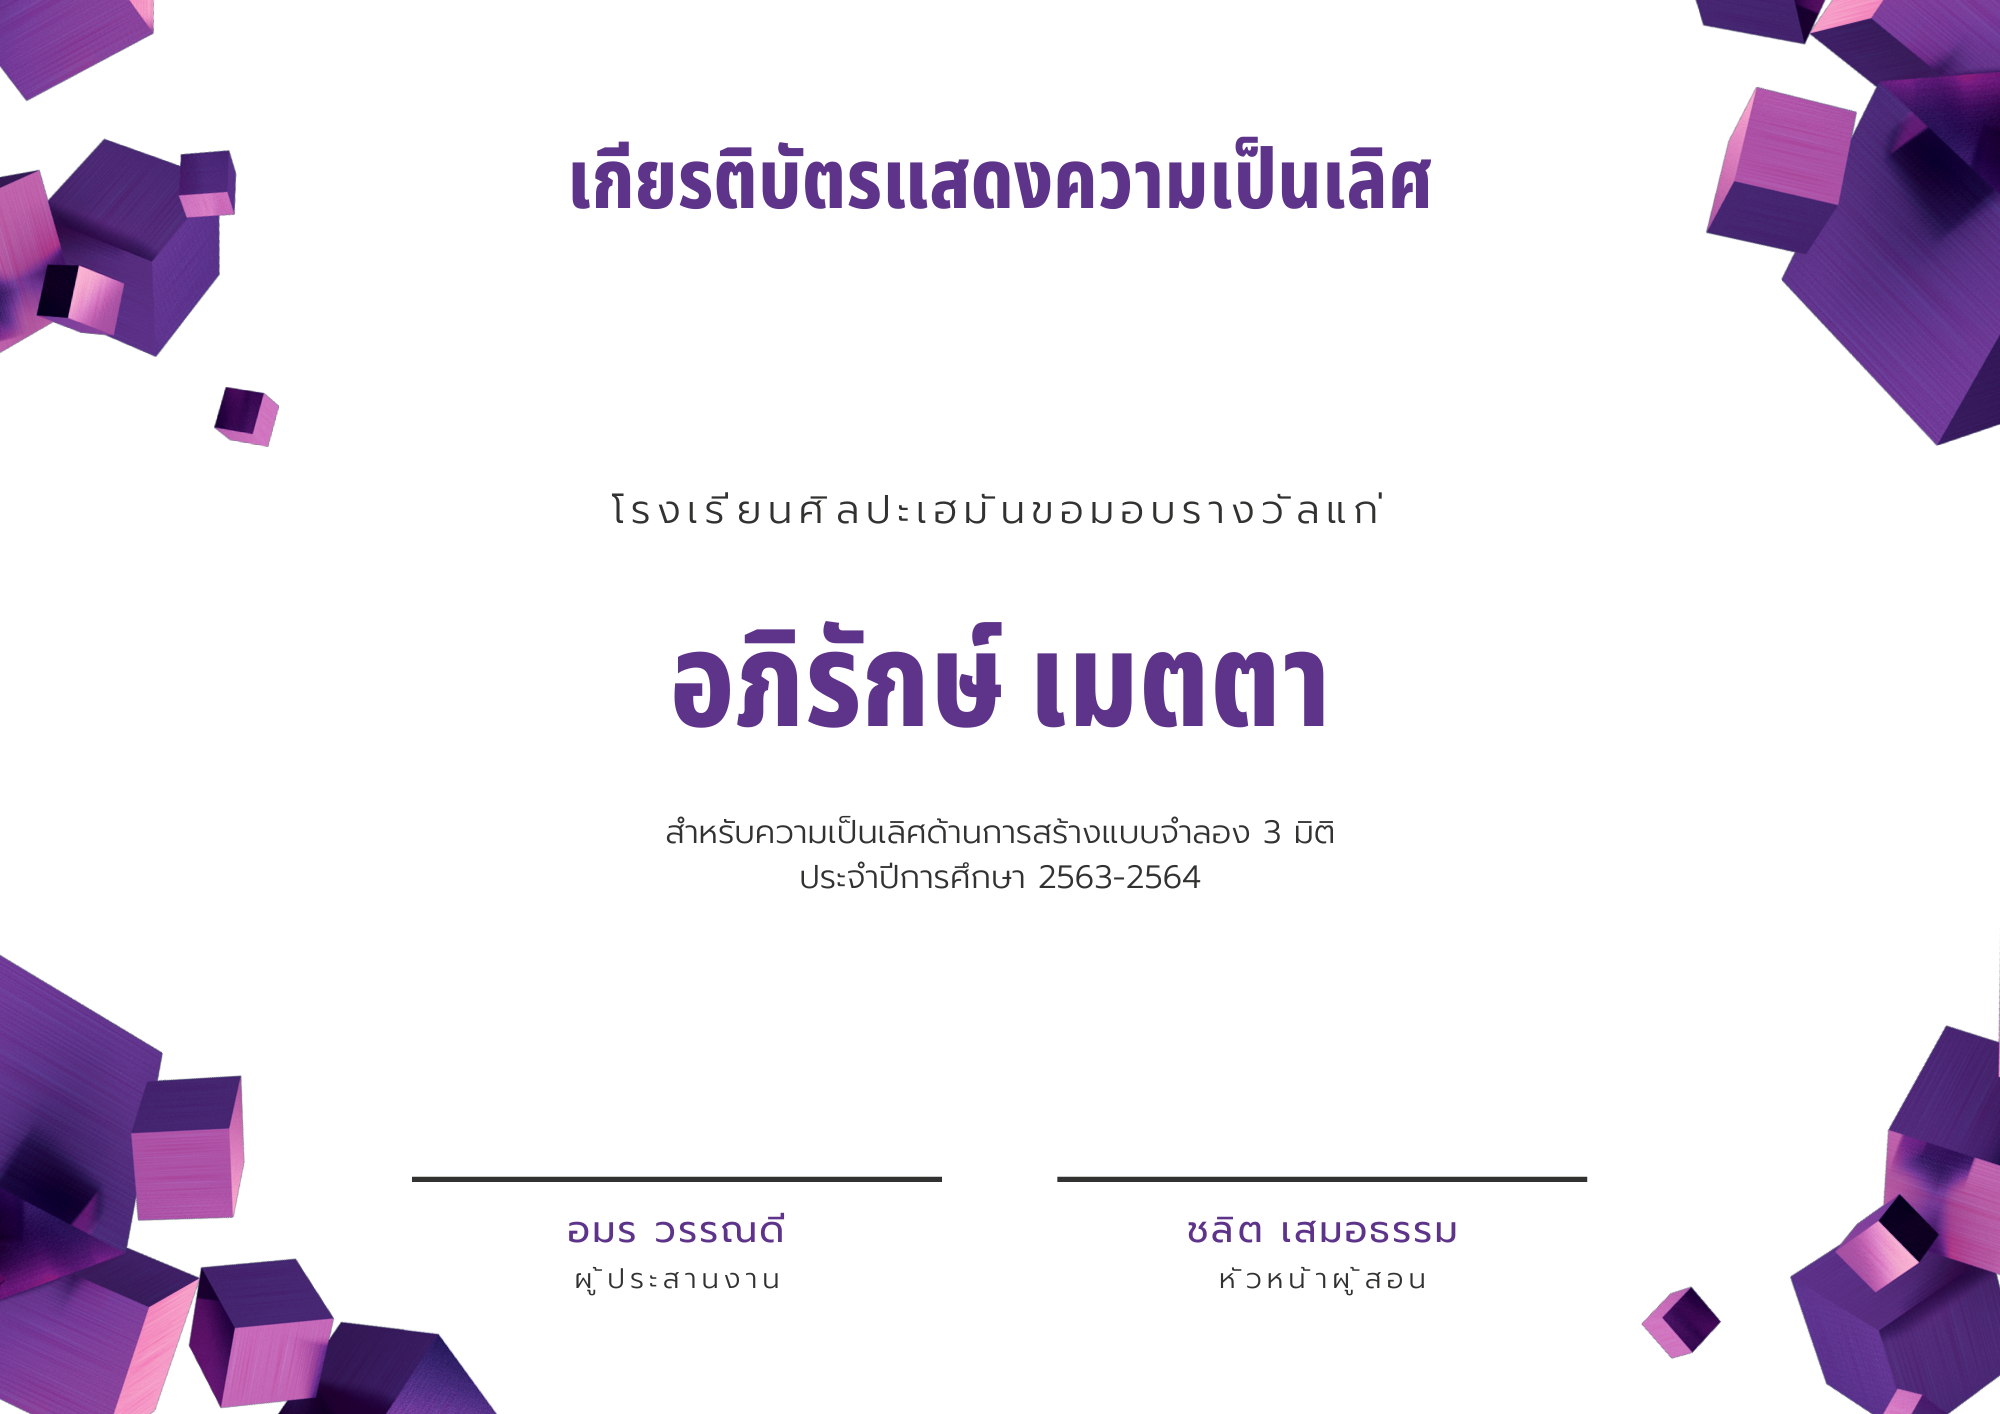 เกียรติบัตรแสดงความเป็นเลิศ
โรงเรียนศิลปะเฮมันขอมอบรางวัลแก่
อภิรักษ์ เมตตา
สำหรับความเป็นเลิศด้านการสร้างแบบจำลอง 3 มิติ
ประจำปีการศึกษา 2563-2564
อมร วรรณดี
ผู้ประสานงาน
ชลิต เสมอธรรม
หัวหน้าผู้สอน